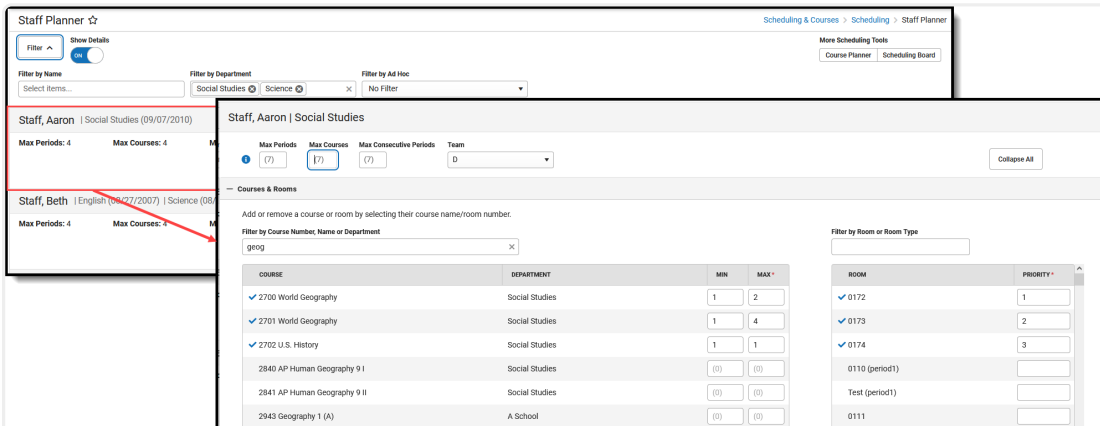 Staff Planner
Scheduling & Courses > Scheduling > Staff Planner
Filter
Show Details
ON
More Scheduling Tools
Course Planner Scheduling Board
Filter by Name Filter by Department Filter by Ad Hoc
Select items... Social Studies Science × No Filter
Staff, Aaron | Social Studies (09/07/2010)
Max Periods: 4 Max Courses: 4
Staff, Beth | English (08/27/2007) | Science (08/
Max Periods: 4 Max Courses: 4
Staff, Aaron | Social Studies
Max Periods Max Courses Max Consecutive Periods Team
(7) (7) (7) D
Collapse All
Courses & Rooms
Add or remove a course or room by selecting their course name/room number.
Filter by Course Number, Name or Department Filter by Room or Room Type
geog ×
COURSE DEPARTMENT MIN MAX* ROOM PRIORITY*
2700 World Geography Social Studies 1 2 0172 1
2701 World Geography Social Studies 1 4 0173 2
2702 U.S. History Social Studies 1 1 0174 3
2840 AP Human Geography 9 I Social Studies (0) (0) 0110 (period1)
2841 AP Human Geography 9 II Social Studies (0) (0) Test (period1)
2943 Geography 1 (A) A School (0) (0) 0111